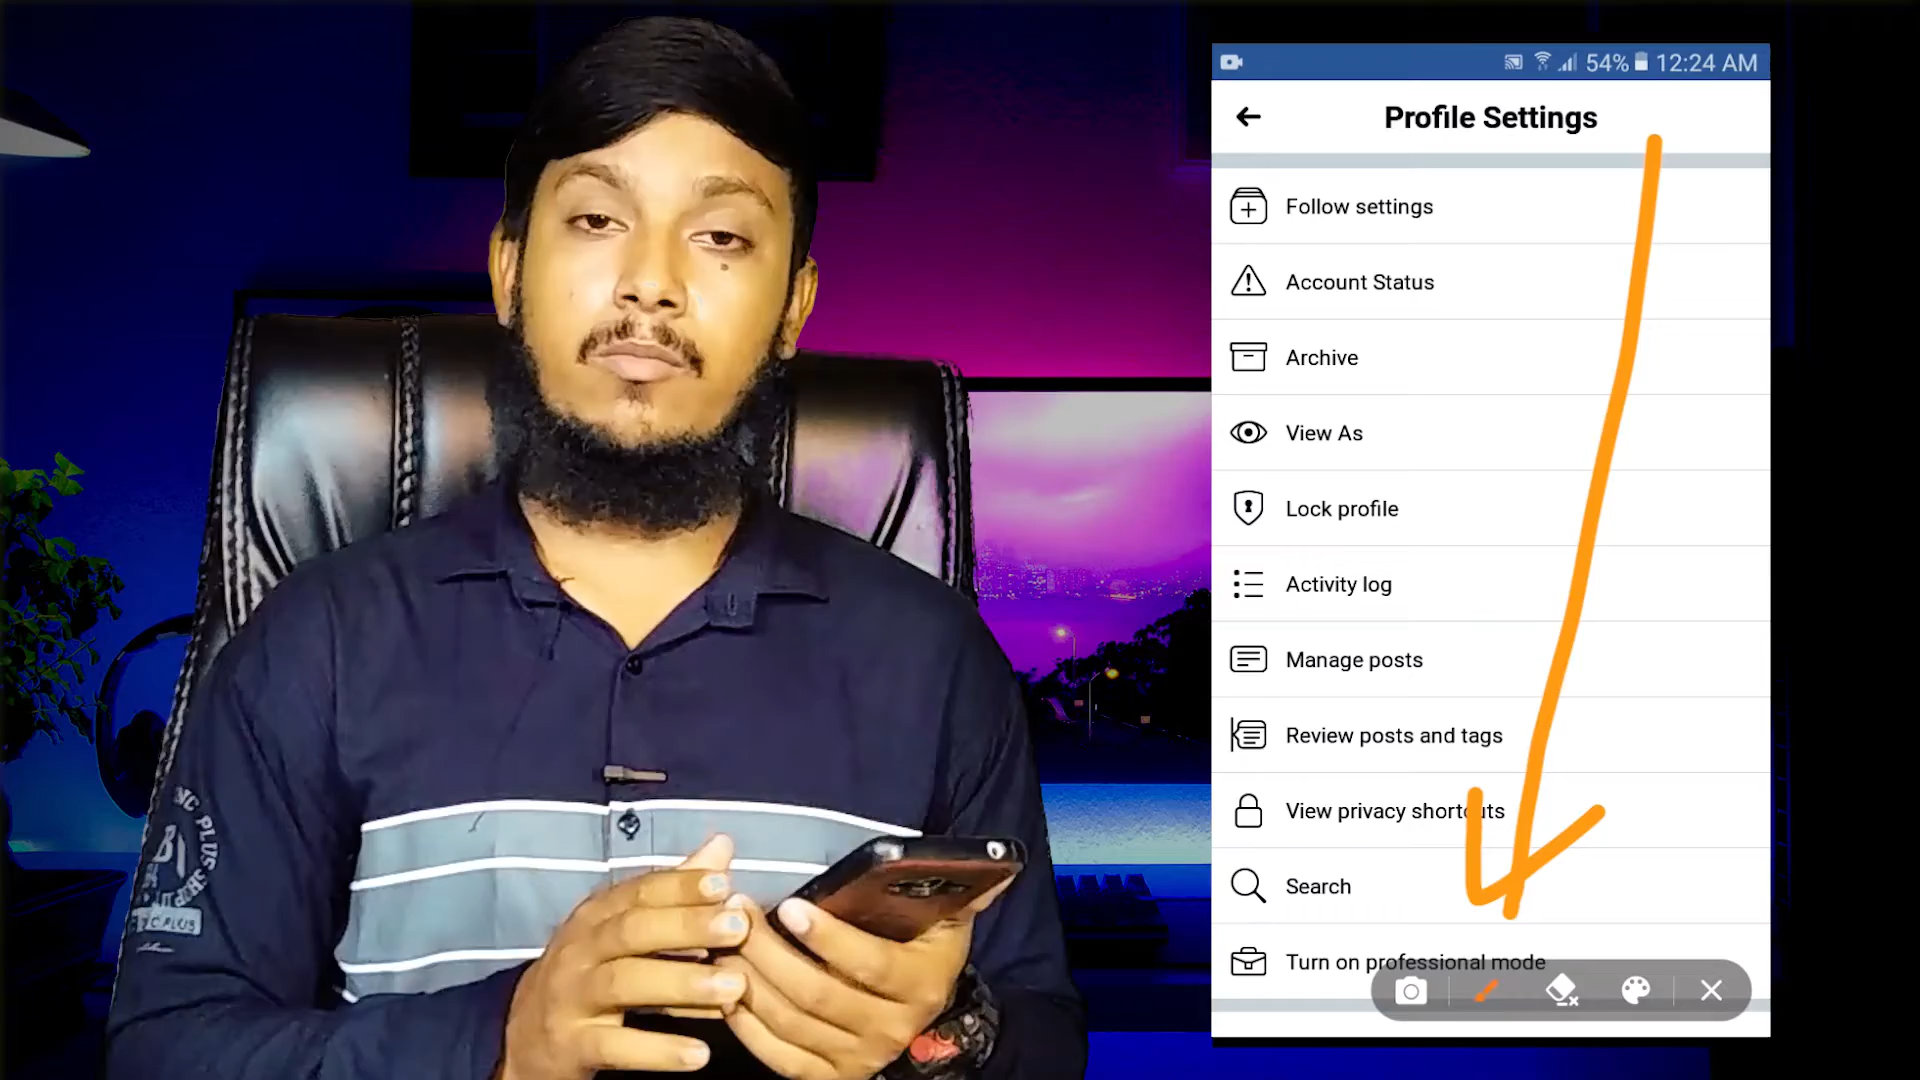 54% 12:24 AM
Profile Settings
Follow settings
Account Status
Archive
View As
Lock profile
Activity log
Manage posts
Review posts and tags
View privacy shortcuts
Search
Turn on professional mode